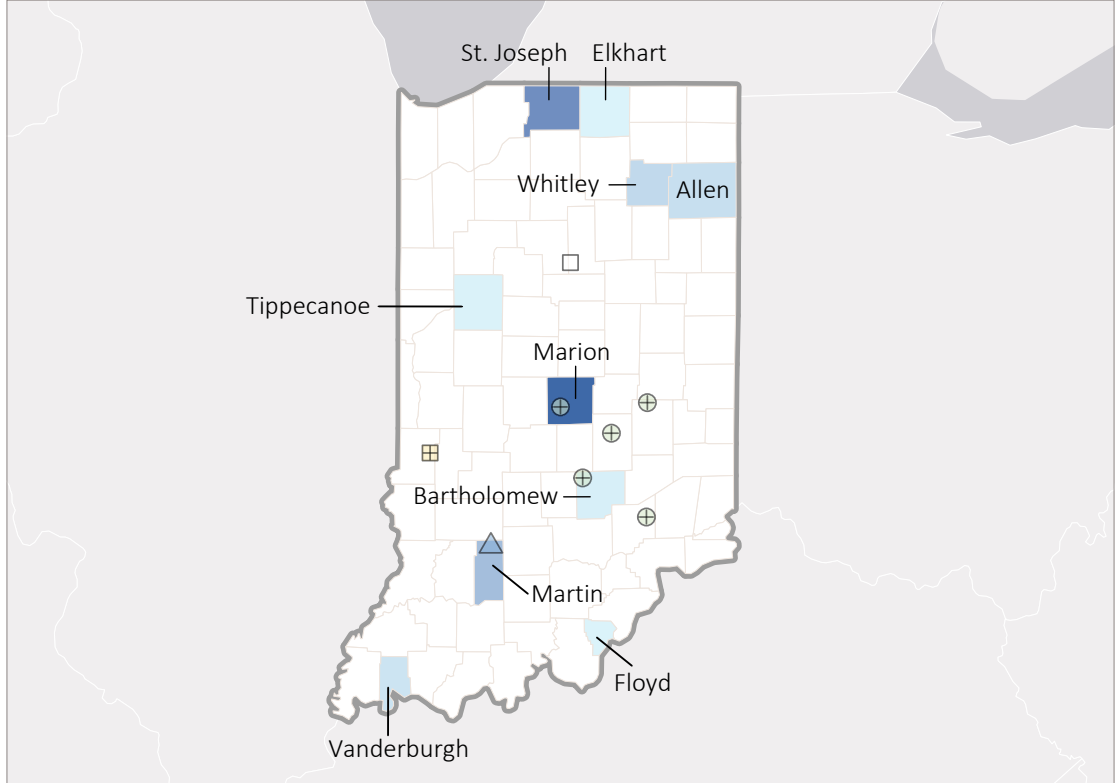 St. Joseph
Elkhart
Whitley
Allen
Tippecanoe
Marion
Bartholomew
Martin
Floyd
Vanderburgh